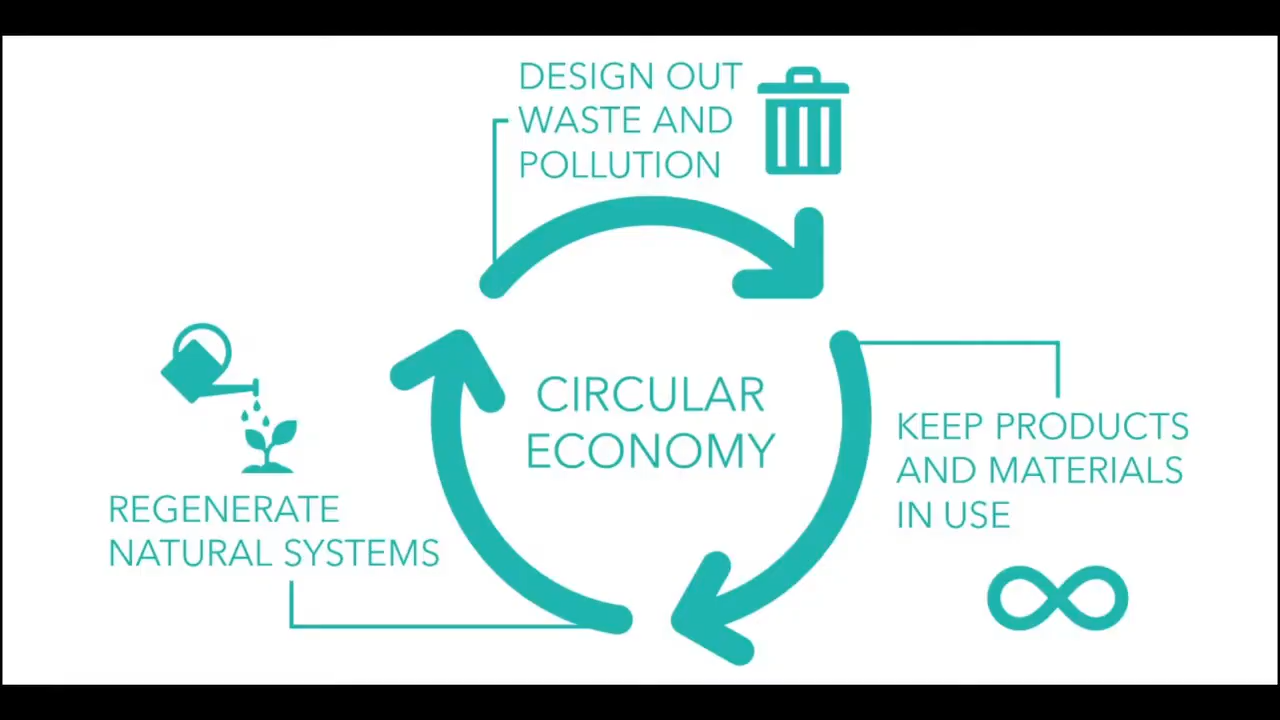 DESIGN OUT
WASTE AND
POLLUTION
CIRCULAR
ECONOMY
KEEP PRODUCTS
AND MATERIALS
IN USE
REGENERATE
NATURAL SYSTEMS